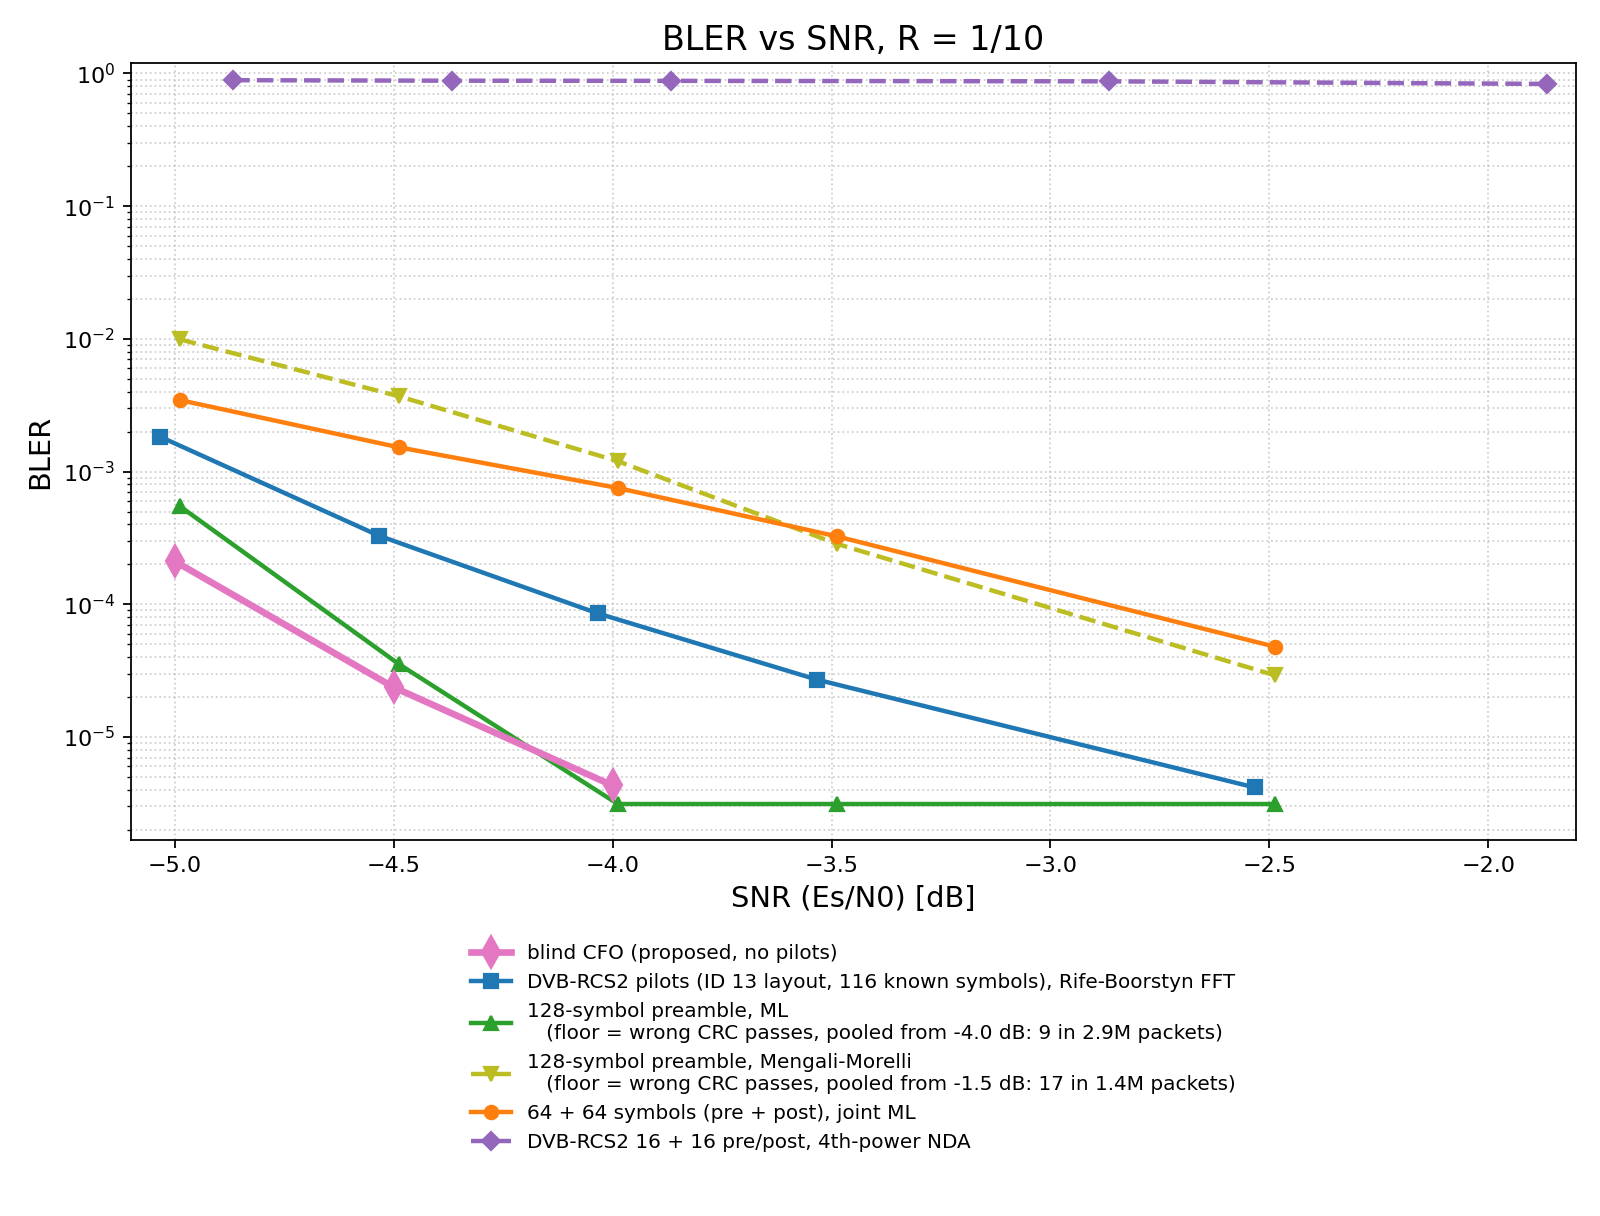 BLER vs SNR, R = 1/10
10⁰
10⁻¹
10⁻²
10⁻³
10⁻⁴
10⁻⁵
BLER
−5.0 −4.5 −4.0 −3.5 −3.0 −2.5 −2.0
SNR (Es/N0) [dB]
blind CFO (proposed, no pilots)
DVB-RCS2 pilots (ID 13 layout, 116 known symbols), Rife-Boorstyn FFT
128-symbol preamble, ML
(floor = wrong CRC passes, pooled from -4.0 dB: 9 in 2.9M packets)
128-symbol preamble, Mengali-Morelli
(floor = wrong CRC passes, pooled from -1.5 dB: 17 in 1.4M packets)
64 + 64 symbols (pre + post), joint ML
DVB-RCS2 16 + 16 pre/post, 4th-power NDA